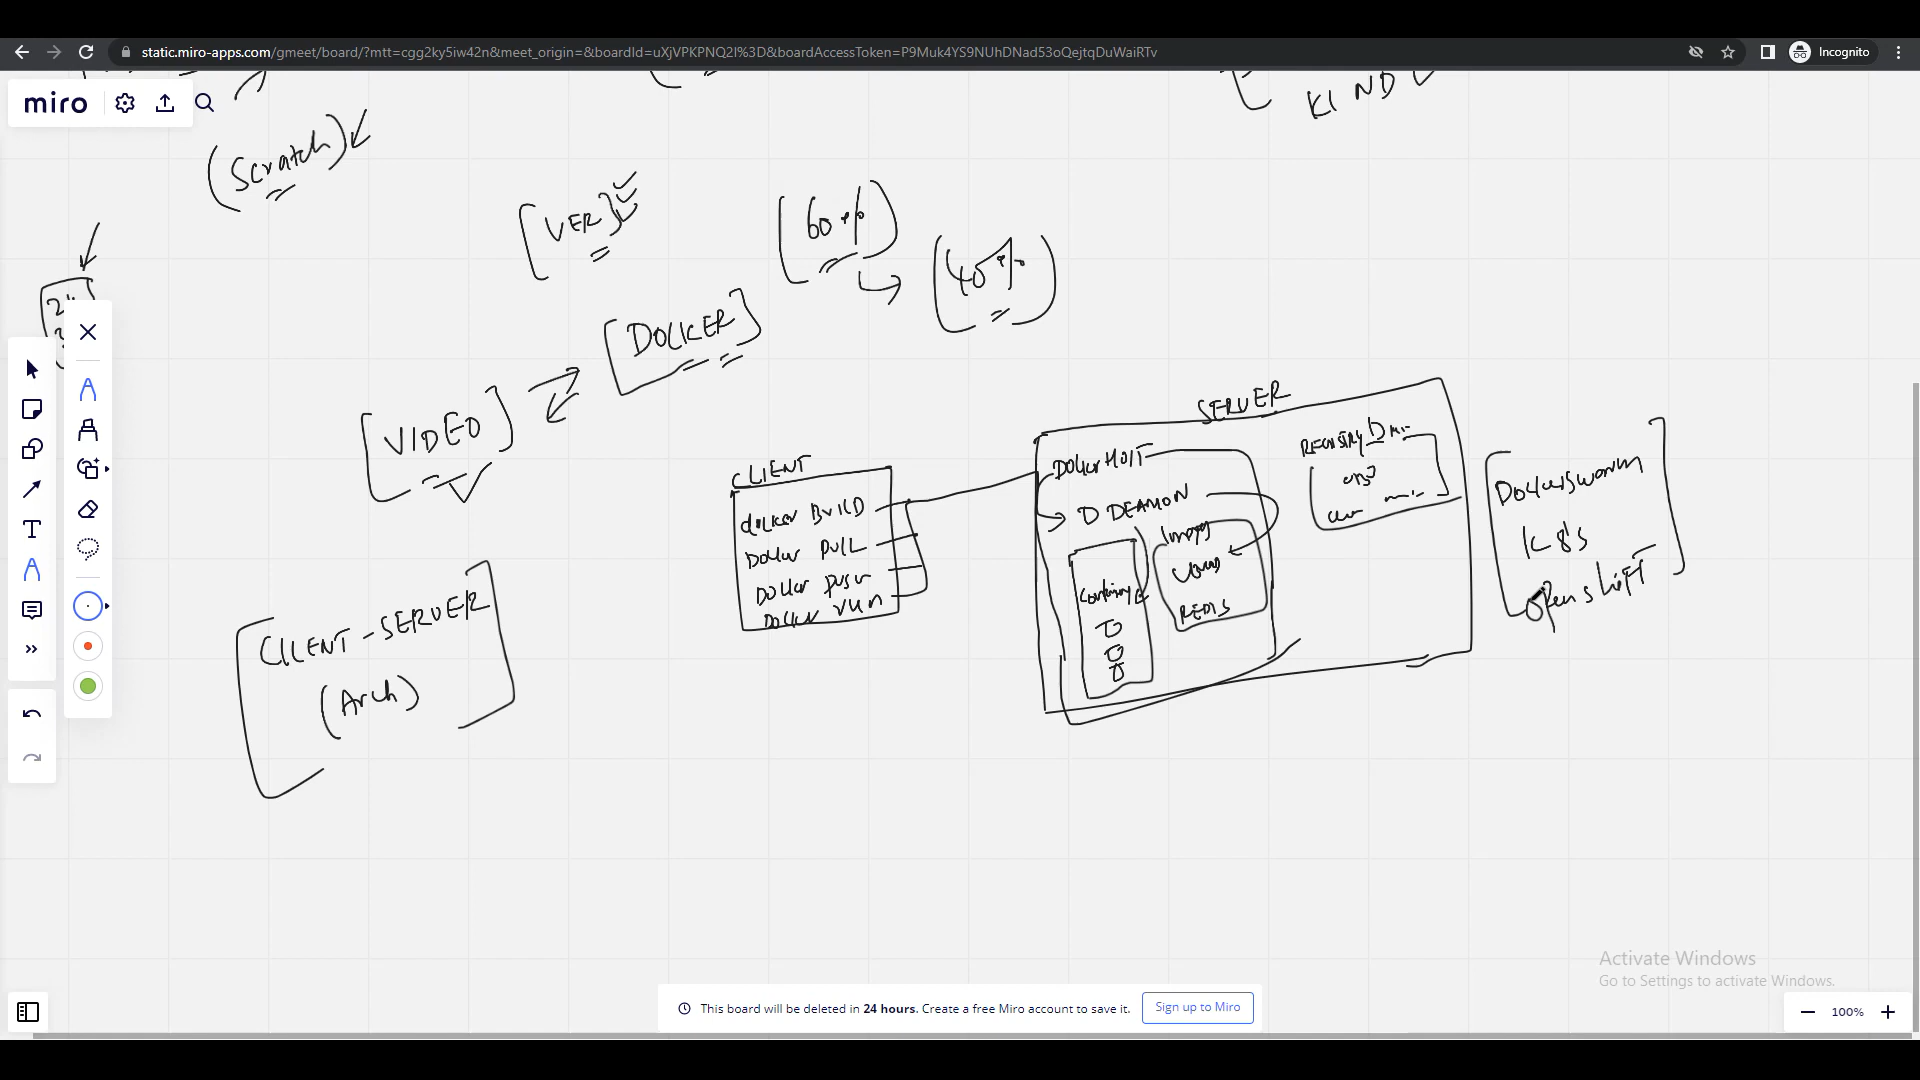 static.miro-apps.com/gmeet/board/?mtt=cgg2ky5iw42n&meet_origin=&boardId=uXjVPKPNQ2I%3D&boardAccessToken=P9Muk4YS9NUhDNad53oQejtqDuWaiRTv
Incognito
miro
KIND
(Scratch)
[VER]
(60%)
(40%)
[DOCKER]
[VIDEO]
CLIENT
docker BUILD
Docker PULL
Docker push
Docker run
SERVER
Docker HOIT
D DEAMON
Images
REDIS
REGISTRY
Dockerswarm
K8s
Openshift
CLIENT-SERVER
(Arch)
T
Activate Windows
Go to Settings to activate Windows.
This board will be deleted in 24 hours. Create a free Miro account to save it.
Sign up to Miro
100%